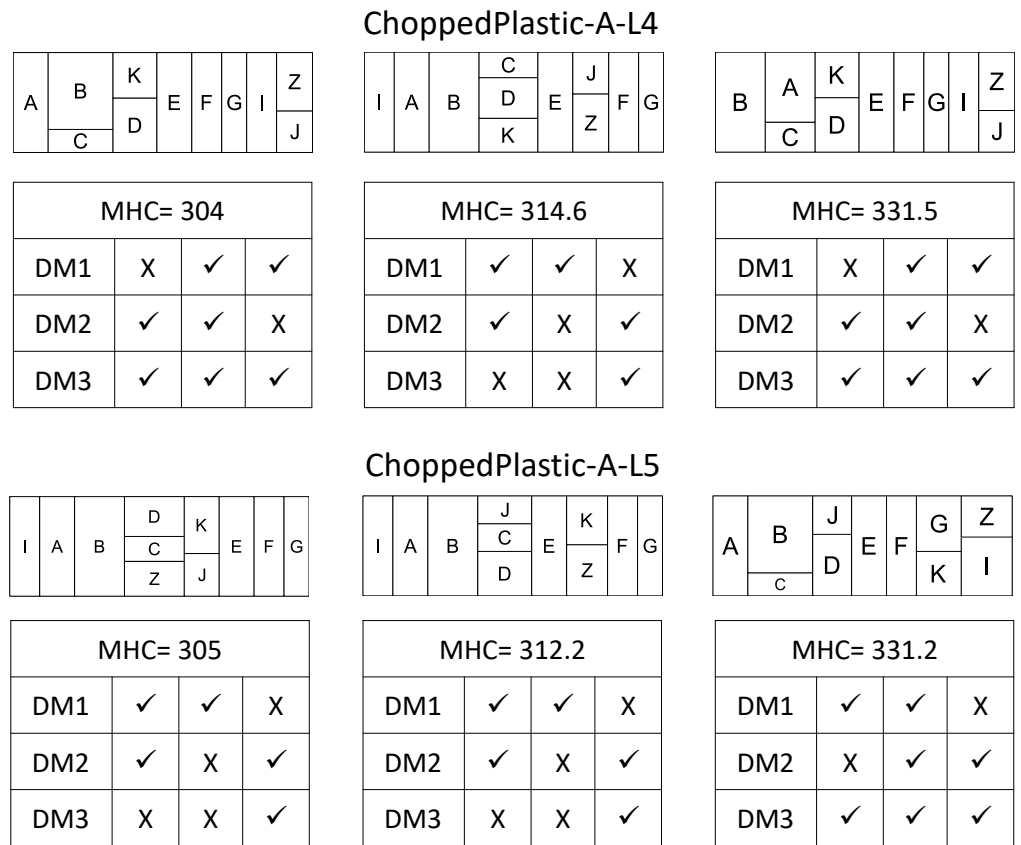 ChoppedPlastic-A-L4
A B C K D E F G I Z J
I A B C D K E J Z F G
B A C K D E F G I Z J
MHC= 304
DM1 X ✓ ✓
DM2 ✓ ✓ X
DM3 ✓ ✓ ✓
MHC= 314.6
DM1 ✓ ✓ X
DM2 ✓ X ✓
DM3 X X ✓
MHC= 331.5
DM1 X ✓ ✓
DM2 ✓ ✓ X
DM3 ✓ ✓ ✓
ChoppedPlastic-A-L5
I A B D C Z K J E F G
I A B J C D E K Z F G
A B C J D E F G K Z I
MHC= 305
DM1 ✓ ✓ X
DM2 ✓ X ✓
DM3 X X ✓
MHC= 312.2
DM1 ✓ ✓ X
DM2 ✓ X ✓
DM3 X X ✓
MHC= 331.2
DM1 ✓ ✓ X
DM2 X ✓ ✓
DM3 ✓ ✓ ✓